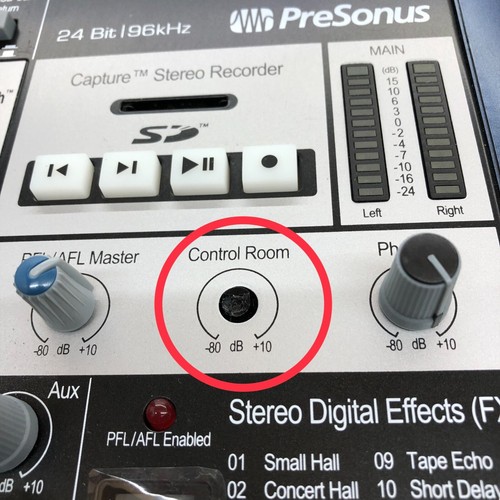 24 Bit | 96kHz
PreSonus
Capture™ Stereo Recorder
SD™
MAIN
(dB)
15
10
6
3
0
-2
-4
-7
-10
-16
-24
Left
Right
PFL/AFL Master
Control Room
Ph
-80 dB +10
-80 dB +10
-80 dB +10
Aux
PFL/AFL Enabled
dB +10
Stereo Digital Effects (FX
01 Small Hall
09 Tape Echo
02 Concert Hall
10 Short Delay